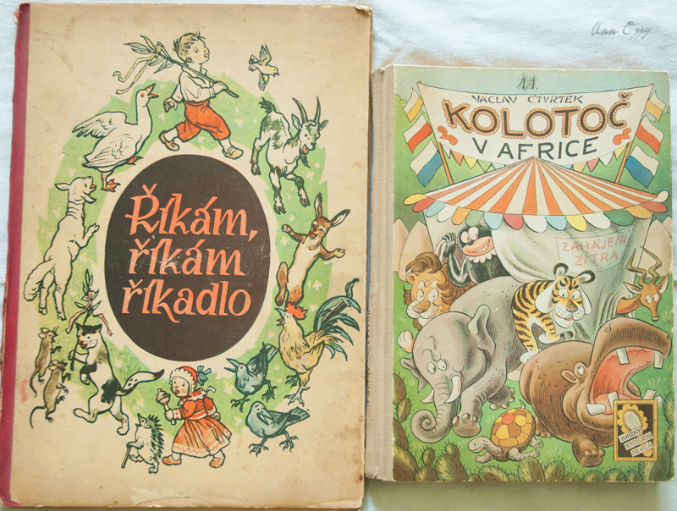 Říkám,
říkám
říkadlo
VÁCLAV ČTVRTEK
KOLOTOČ
V AFRICE
ZAHÁJENÍ
ZÍTRA